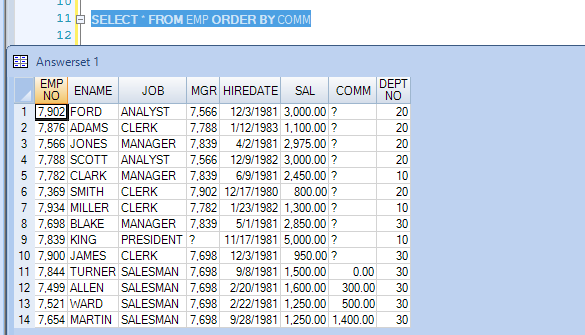 10
11 SELECT * FROM EMP ORDER BY COMM
12
Answerset 1
EMP NO ENAME JOB MGR HIREDATE SAL COMM DEPT NO
1 7,902 FORD ANALYST 7,566 12/3/1981 3,000.00 ? 20
2 7,876 ADAMS CLERK 7,788 1/12/1983 1,100.00 ? 20
3 7,566 JONES MANAGER 7,839 4/2/1981 2,975.00 ? 20
4 7,788 SCOTT ANALYST 7,566 12/9/1982 3,000.00 ? 20
5 7,782 CLARK MANAGER 7,839 6/9/1981 2,450.00 ? 10
6 7,369 SMITH CLERK 7,902 12/17/1980 800.00 ? 20
7 7,934 MILLER CLERK 7,782 1/23/1982 1,300.00 ? 10
8 7,698 BLAKE MANAGER 7,839 5/1/1981 2,850.00 ? 30
9 7,839 KING PRESIDENT ? 11/17/1981 5,000.00 ? 10
10 7,900 JAMES CLERK 7,698 12/3/1981 950.00 ? 30
11 7,844 TURNER SALESMAN 7,698 9/8/1981 1,500.00 0.00 30
12 7,499 ALLEN SALESMAN 7,698 2/20/1981 1,600.00 300.00 30
13 7,521 WARD SALESMAN 7,698 2/22/1981 1,250.00 500.00 30
14 7,654 MARTIN SALESMAN 7,698 9/28/1981 1,250.00 1,400.00 30